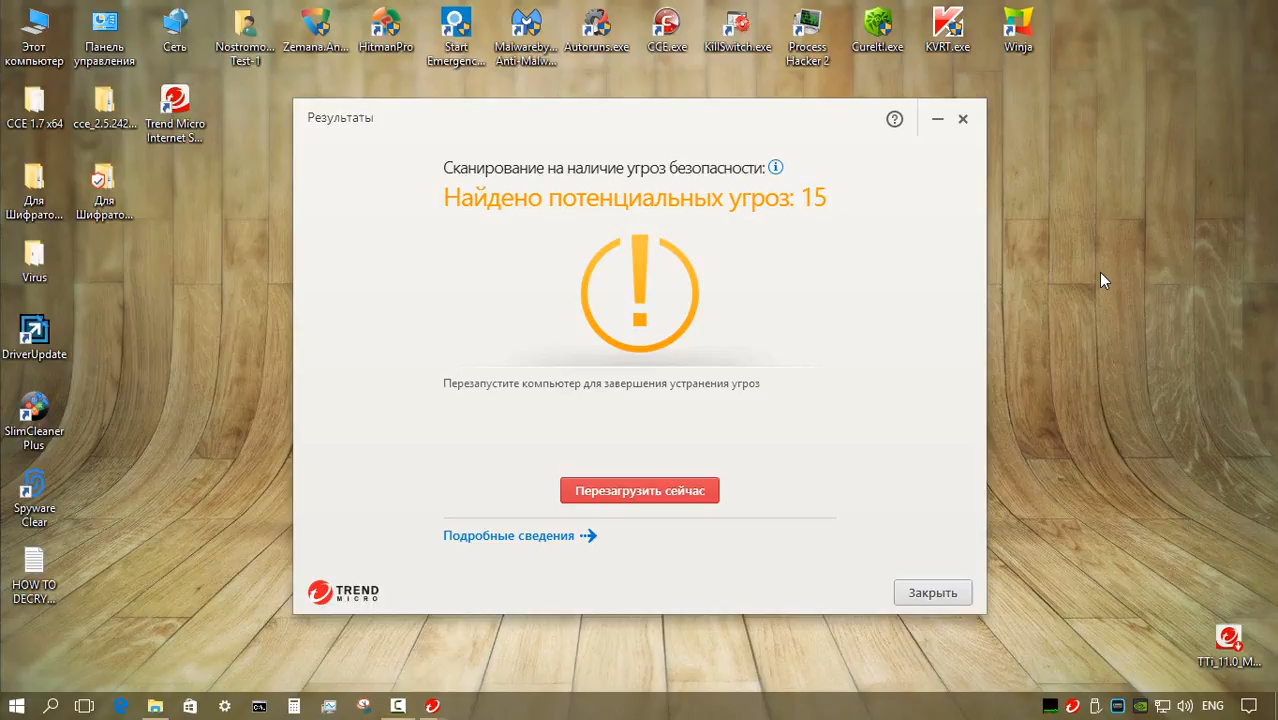 Этот
компьютер
Панель
управления
Сеть
Nostromo...
Test-1
Zemana.An...
HitmanPro
Start
Emergenc...
Malwareby...
Anti-Malw...
Autoruns.exe
CCE.exe
KillSwitch.exe
Process
Hacker 2
CureIt!.exe
KVRT.exe
Winja
CCE 1.7 x64
cce_2.5.242...
Trend Micro
Internet S...
Для
Шифрато...
Для
Шифрато...
Virus
DriverUpdate
SlimCleaner
Plus
Spyware
Clear
HOW TO
DECRY...
Результаты
Сканирование на наличие угроз безопасности:
Найдено потенциальных угроз: 15
Перезапустите компьютер для завершения устранения угроз
Перезагрузить сейчас
Подробные сведения
TREND
MICRO
Закрыть
TTi_11.0_M...
ENG